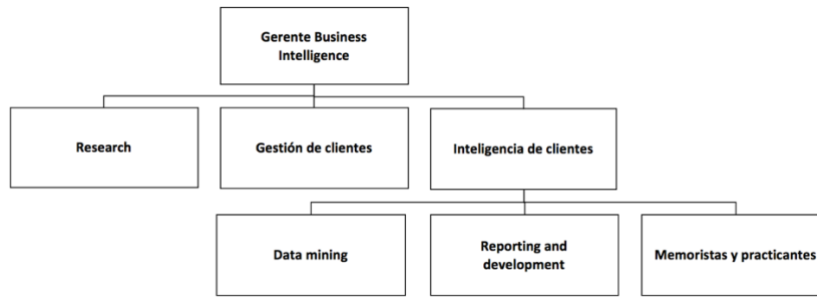 Gerente Business
Intelligence
Research
Gestión de clientes
Inteligencia de clientes
Data mining
Reporting and
development
Memoristas y practicantes